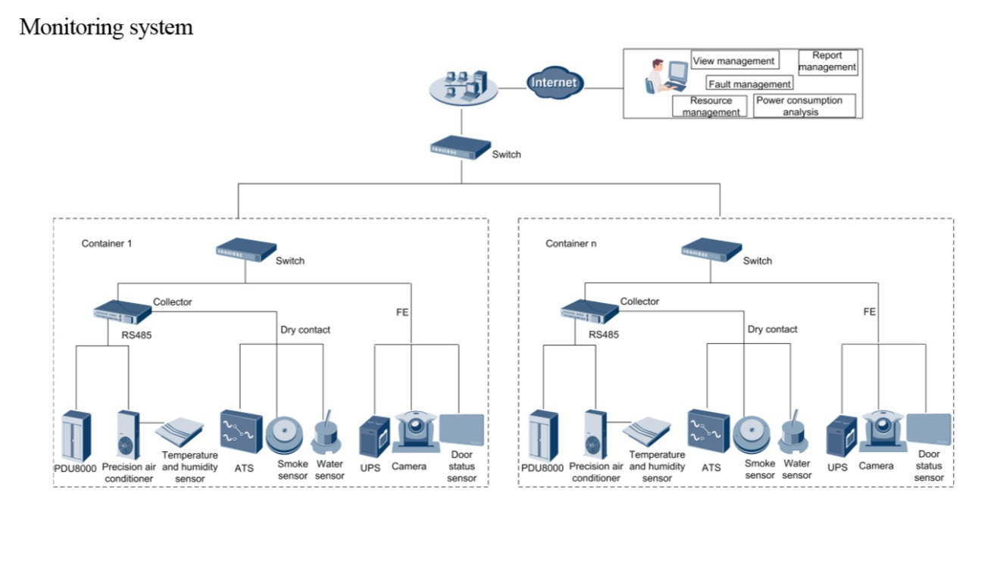 Monitoring system
Internet
View management
Report
management
Fault management
Resource
management
Power consumption
analysis
Switch
Container 1
Switch
Collector
FE
Dry contact
RS485
PDU8000
Precision air
conditioner
Temperature
and humidity
sensor
ATS
Smoke
sensor
Water
sensor
UPS
Camera
Door
status
sensor
Container n
Switch
Collector
FE
Dry contact
RS485
PDU8000
Precision air
conditioner
Temperature
and humidity
sensor
ATS
Smoke
sensor
Water
sensor
UPS
Camera
Door
status
sensor